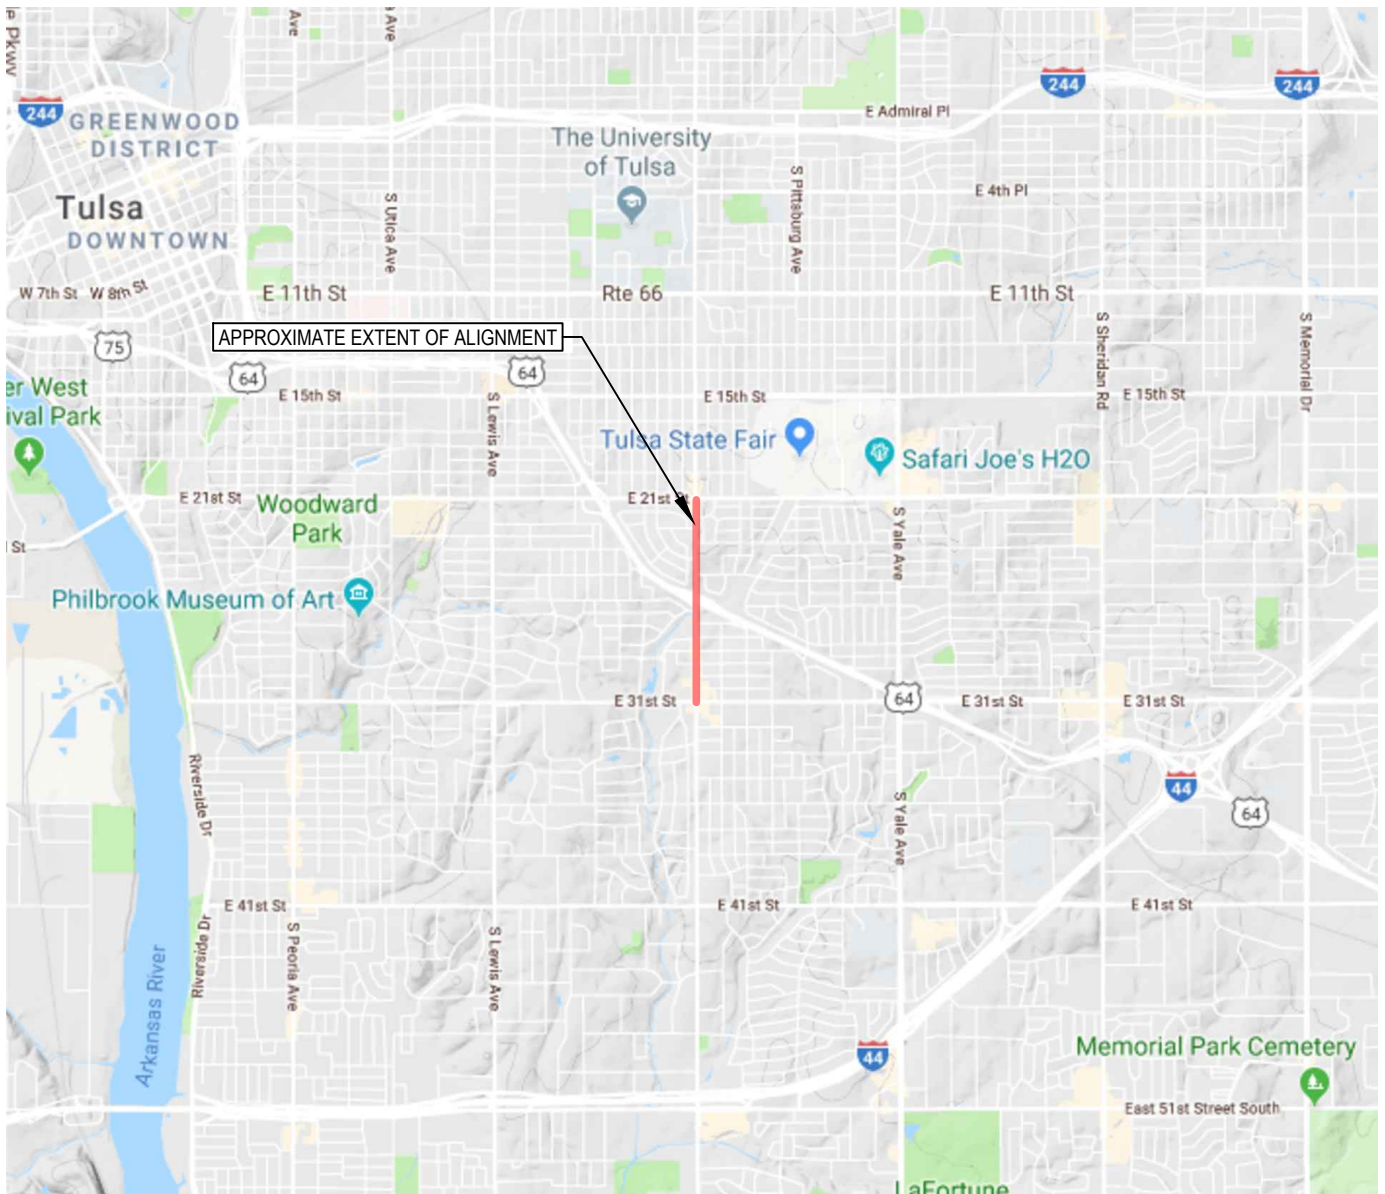 e Pkwy
Ave
a Ave
244
244
244
GREENWOOD
DISTRICT
E Admiral Pl
The University
of Tulsa
S Pittsburg Ave
E 4th Pl
Tulsa
DOWNTOWN
S Utica Ave
W 7th St
W 8th St
E 11th St
Rte 66
E 11th St
S Sheridan Rd
S Memorial Dr
APPROXIMATE EXTENT OF ALIGNMENT
75
64
64
er West
ival Park
E 15th St
S Lewis Ave
E 15th St
E 15th St
Tulsa State Fair
Safari Joe's H2O
E 21st St
Woodward
Park
E 21st St
S Yale Ave
St
Philbrook Museum of Art
E 31st St
64
E 31st St
E 31st St
Riverside Dr
44
64
S Yale Ave
E 41st St
E 41st St
E 41st St
Riverside Dr
S Peoria Ave
S Lewis Ave
Arkansas River
44
Memorial Park Cemetery
East 51st Street South
LaFortune